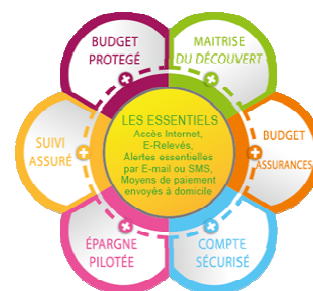 BUDGET
PROTEGÉ
MAITRISE
DU DÉCOUVERT
LES ESSENTIELS
Accès Internet,
E-Relevés,
Alertes essentielles
par E-mail ou SMS,
Moyens de paiement
envoyés à domicile
SUIVI
ASSURÉ
BUDGET
ASSURANCES
ÉPARGNE
PILOTÉE
COMPTE
SÉCURISÉ